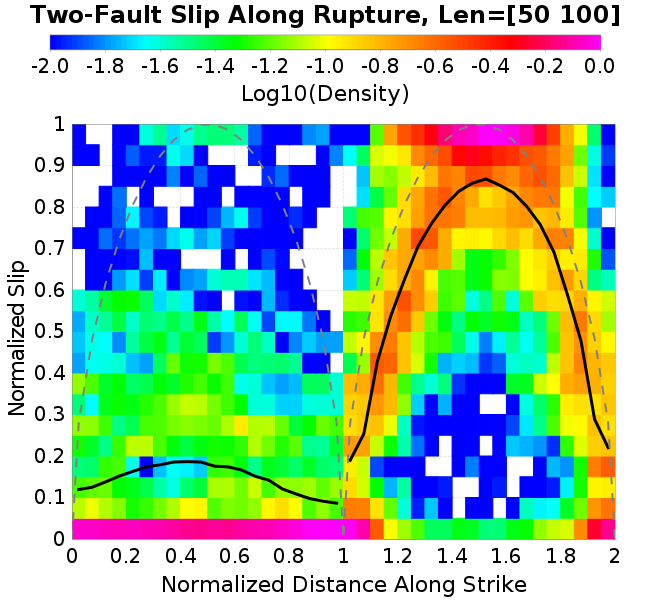 Two-Fault Slip Along Rupture, Len=[50 100]
-2.0 -1.8 -1.6 -1.4 -1.2 -1.0 -0.8 -0.6 -0.4 -0.2 0.0
Log10(Density)
1
0.9
0.8
0.7
0.6
0.5
0.4
0.3
0.2
0.1
0
Normalized Slip
0 0.2 0.4 0.6 0.8 1 1.2 1.4 1.6 1.8 2
Normalized Distance Along Strike